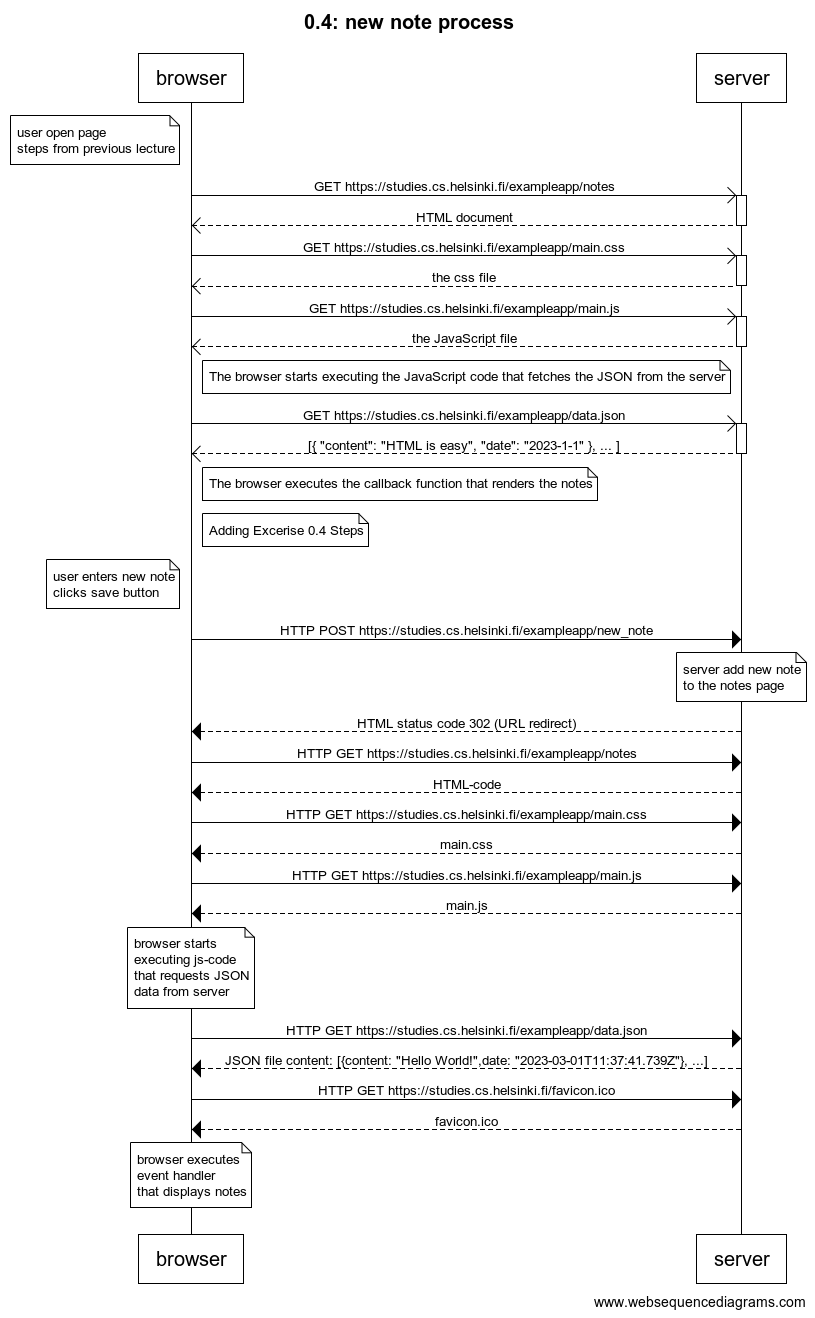 0.4: new note process
browser
server
user open page
steps from previous lecture
GET https://studies.cs.helsinki.fi/exampleapp/notes
HTML document
GET https://studies.cs.helsinki.fi/exampleapp/main.css
the css file
GET https://studies.cs.helsinki.fi/exampleapp/main.js
the JavaScript file
The browser starts executing the JavaScript code that fetches the JSON from the server
GET https://studies.cs.helsinki.fi/exampleapp/data.json
[{ "content": "HTML is easy", "date": "2023-1-1" }, ... ]
The browser executes the callback function that renders the notes
Adding Excerise 0.4 Steps
user enters new note
clicks save button
HTTP POST https://studies.cs.helsinki.fi/exampleapp/new_note
server add new note
to the notes page
HTML status code 302 (URL redirect)
HTTP GET https://studies.cs.helsinki.fi/exampleapp/notes
HTML-code
HTTP GET https://studies.cs.helsinki.fi/exampleapp/main.css
main.css
HTTP GET https://studies.cs.helsinki.fi/exampleapp/main.js
main.js
browser starts
executing js-code
that requests JSON
data from server
HTTP GET https://studies.cs.helsinki.fi/exampleapp/data.json
JSON file content: [{content: "Hello World!",date: "2023-03-01T11:37:41.739Z"}, ...]
HTTP GET https://studies.cs.helsinki.fi/favicon.ico
favicon.ico
browser executes
event handler
that displays notes
browser
server
www.websequencediagrams.com